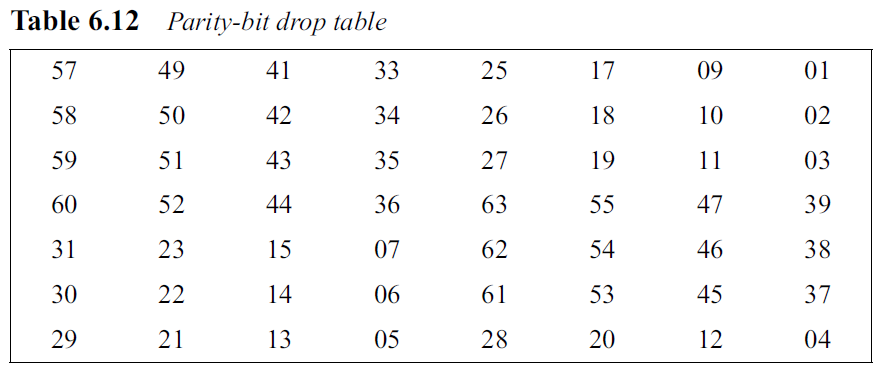 Table 6.12 Parity-bit drop table
57 49 41 33 25 17 09 01
58 50 42 34 26 18 10 02
59 51 43 35 27 19 11 03
60 52 44 36 63 55 47 39
31 23 15 07 62 54 46 38
30 22 14 06 61 53 45 37
29 21 13 05 28 20 12 04